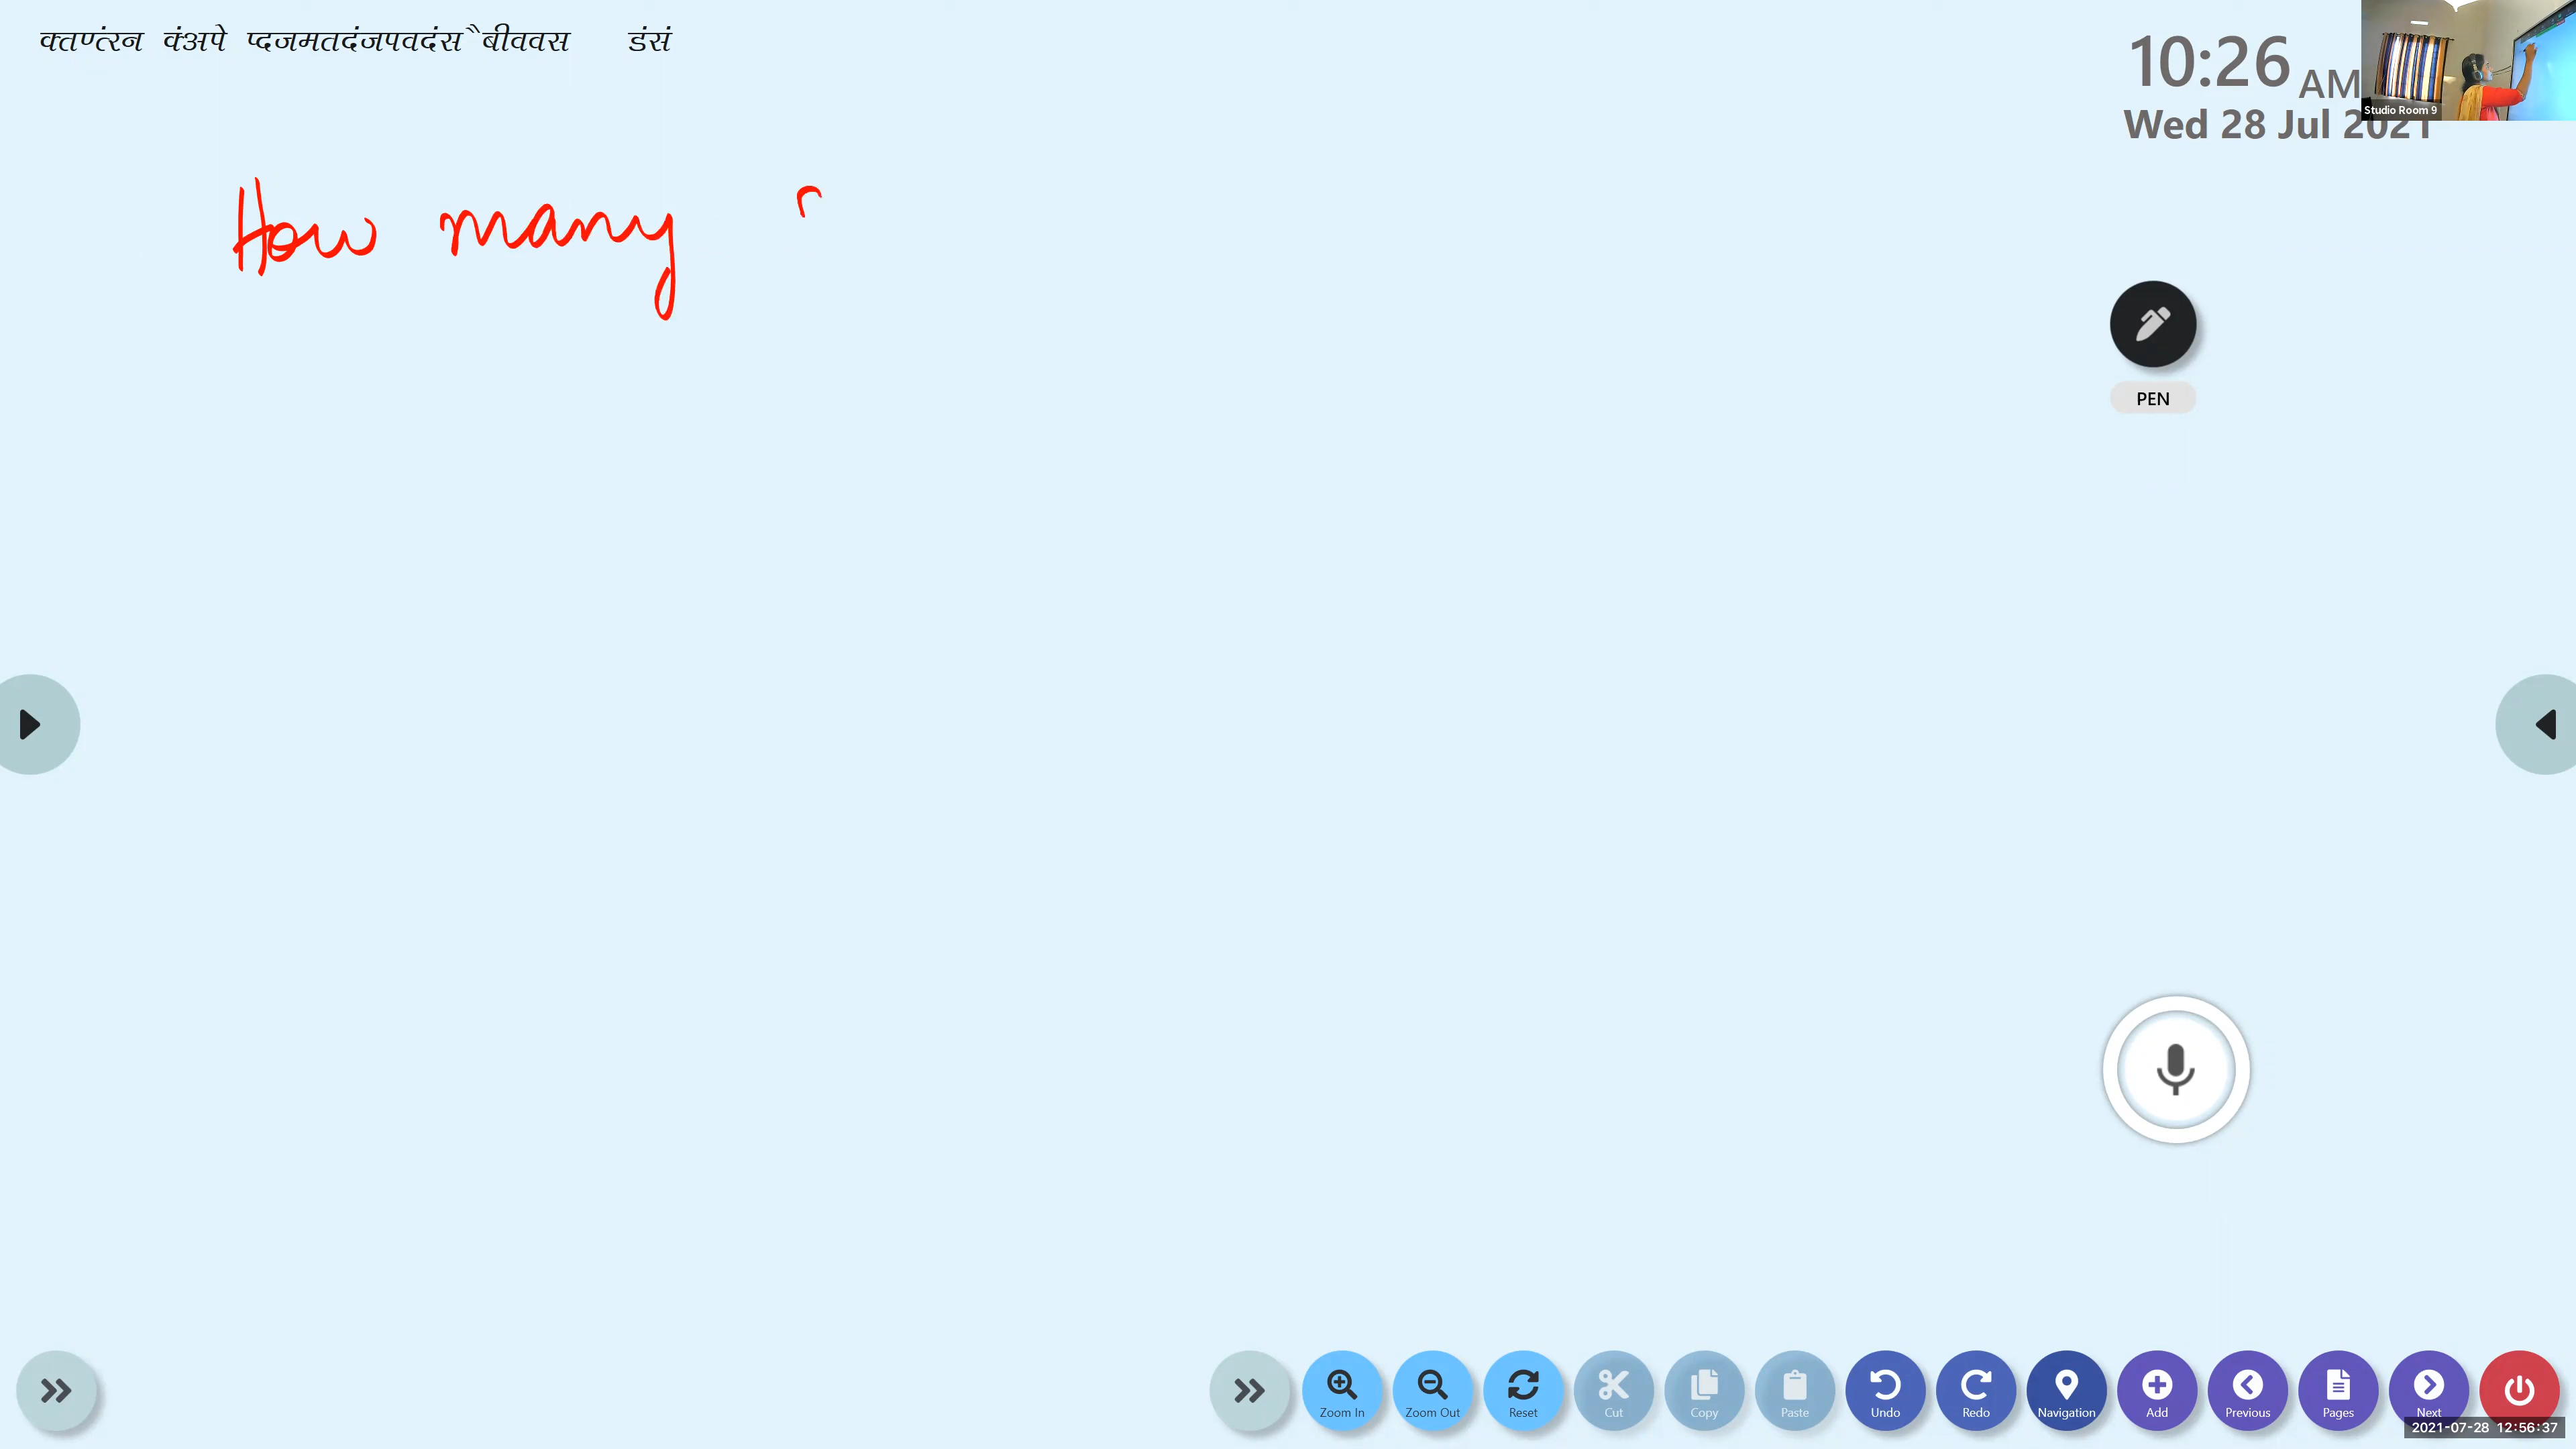 क्तण्त्ंरन क्ंअपे प्दजमतदंजपवदंस ैबीववस डंसं
10:26 AM
Wed 28 Jul 2021
Studio Room 9
How many
PEN
Zoom In Zoom Out Reset Cut Copy Paste Undo Redo Navigation Add Previous Pages Next
2021-07-28 12:56:37